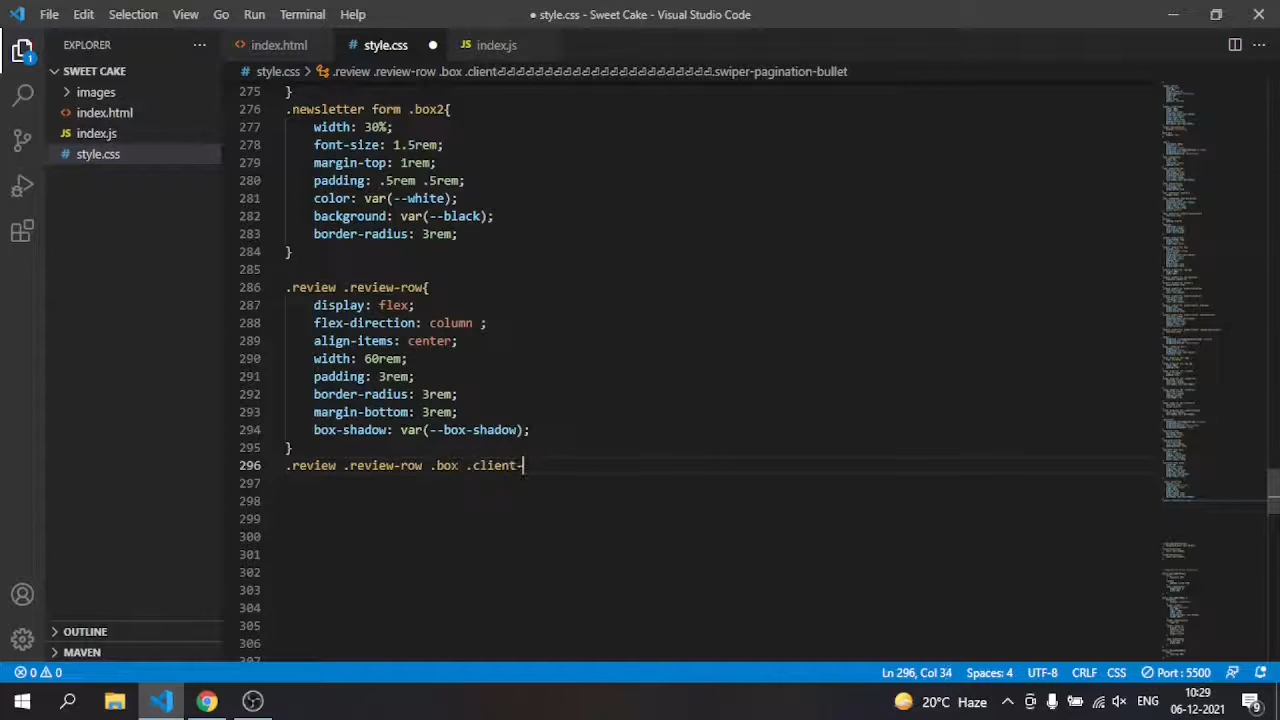 File Edit Selection View Go Run Terminal Help
● style.css - Sweet Cake - Visual Studio Code
EXPLORER
index.html
# style.css
JS index.js
SWEET CAKE
# style.css > .review .review-row .box .client⏎⏎⏎⏎⏎⏎⏎⏎⏎⏎⏎⏎⏎⏎⏎⏎⏎⏎⏎⏎.swiper-pagination-bullet
images
index.html
JS index.js
# style.css
275 }
276 .newsletter form .box2{
277 width: 30%;
278 font-size: 1.5rem;
279 margin-top: 1rem;
280 padding: .5rem .5rem;
281 color: var(--white);
282 background: var(--black);
283 border-radius: 3rem;
284 }
285
286 .review .review-row{
287 display: flex;
288 flex-direction: column;
289 align-items: center;
290 width: 60rem;
291 padding: 3rem;
292 border-radius: 3rem;
293 margin-bottom: 3rem;
294 box-shadow: var(--box-shadow);
295 }
296 .review .review-row .box .client-
297
298
299
300
301
302
303
304
305
306
307
OUTLINE
MAVEN
1
0 0
Ln 296, Col 34 Spaces: 4 UTF-8 CRLF CSS Port : 5500
20°C Haze
10:29
06-12-2021
9